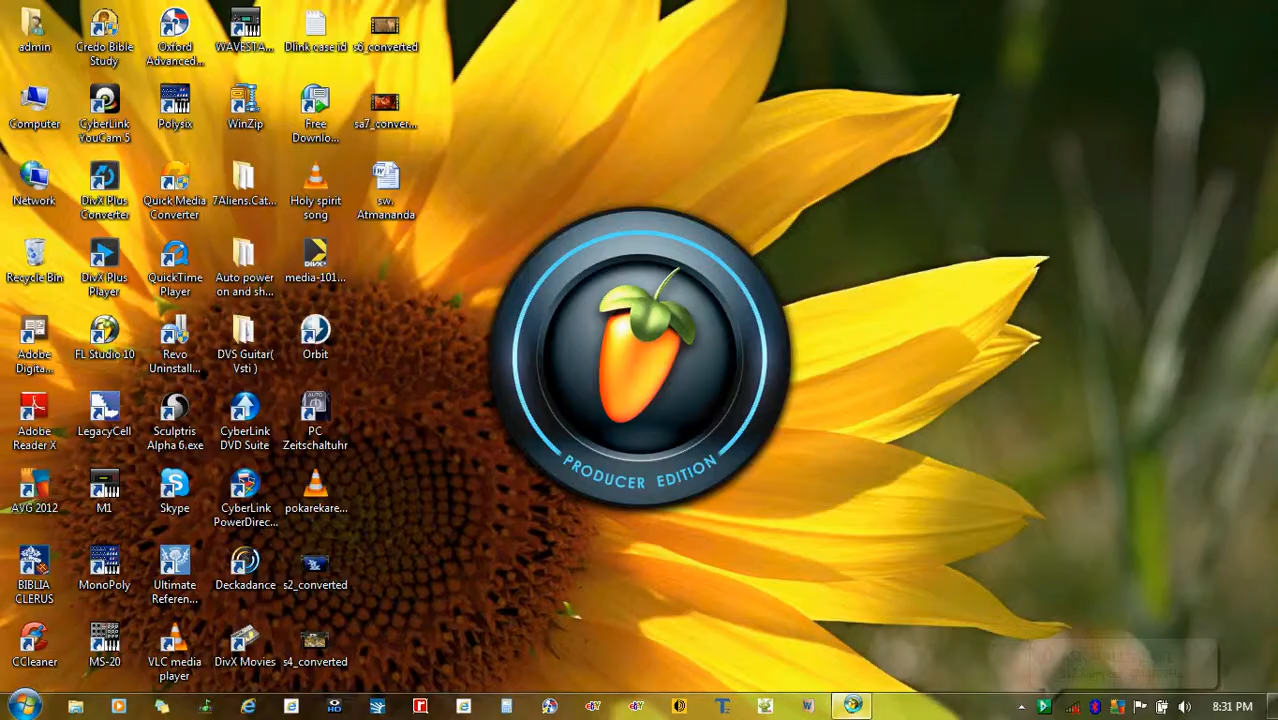 admin
Credo Bible
Study
Oxford
Advanced...
WAVESTA...
Dlink case id
s6_converted
Computer
CyberLink
YouCam 5
Polysix
WinZip
Free
Downlo...
sa7_conver...
Network
DivX Plus
Converter
Quick Media
Converter
7Aliens.Cat...
Holy spirit
song
sw.
Atmananda
Recycle Bin
DivX Plus
Player
QuickTime
Player
Auto power
on and sh...
media-101...
Adobe
Digita...
FL Studio 10
Revo
Uninstall...
DVS Guitar(
Vsti )
Orbit
Adobe
Reader X
LegacyCell
Sculptris
Alpha 6.exe
CyberLink
DVD Suite
AUTO
PC
Zeitschaltuhr
AVG 2012
M1
Skype
CyberLink
PowerDirec...
pokarekare...
BIBLIA
CLERUS
MonoPoly
Ultimate
Referen...
Deckadance
s2_converted
CCleaner
MS-20
VLC media
player
DivX Movies
s4_converted
PRODUCER EDITION
8:31 PM